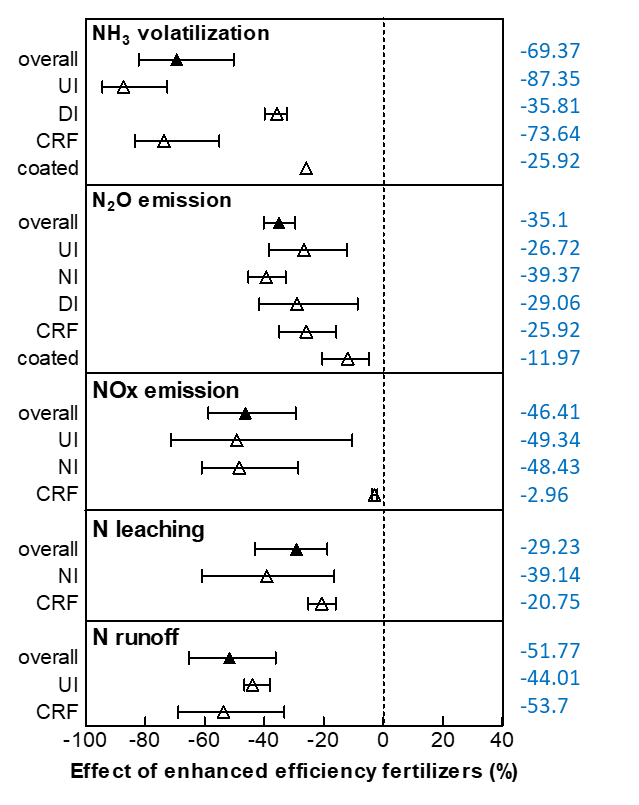 NH₃ volatilization
overall -69.37
UI -87.35
DI -35.81
CRF -73.64
coated -25.92
N₂O emission
overall -35.1
UI -26.72
NI -39.37
DI -29.06
CRF -25.92
coated -11.97
NOx emission
overall -46.41
UI -49.34
NI -48.43
CRF -2.96
N leaching
overall -29.23
NI -39.14
CRF -20.75
N runoff
overall -51.77
UI -44.01
CRF -53.7
-100 -80 -60 -40 -20 0 20 40
Effect of enhanced efficiency fertilizers (%)